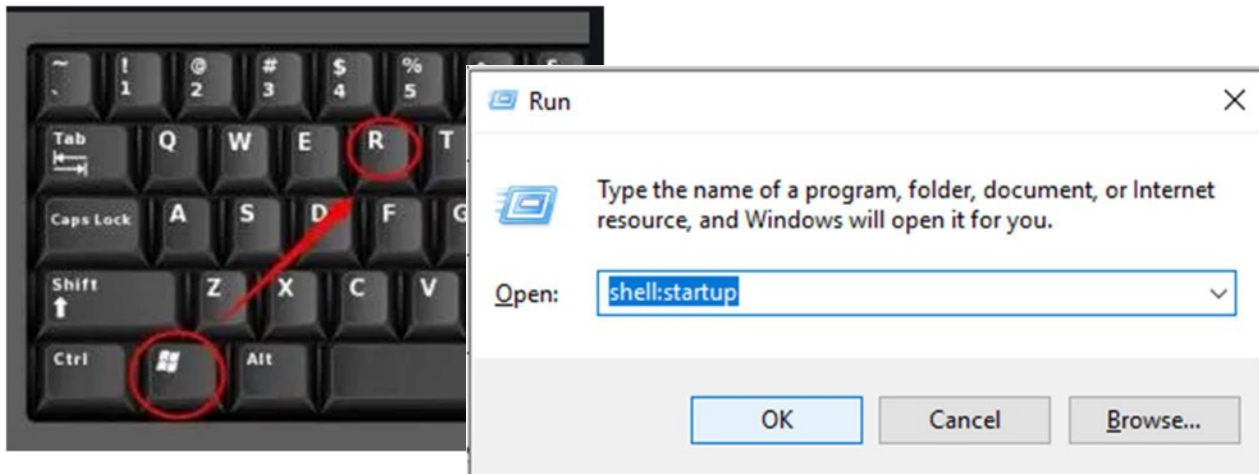 ~ ! @ # $ % 
` 1 2 3 4 5
Tab Q W E R T
Caps Lock A S D F G
Shift Z X C V
Ctrl Alt
Run
Type the name of a program, folder, document, or Internet
resource, and Windows will open it for you.
Open: shell:startup
OK Cancel Browse...